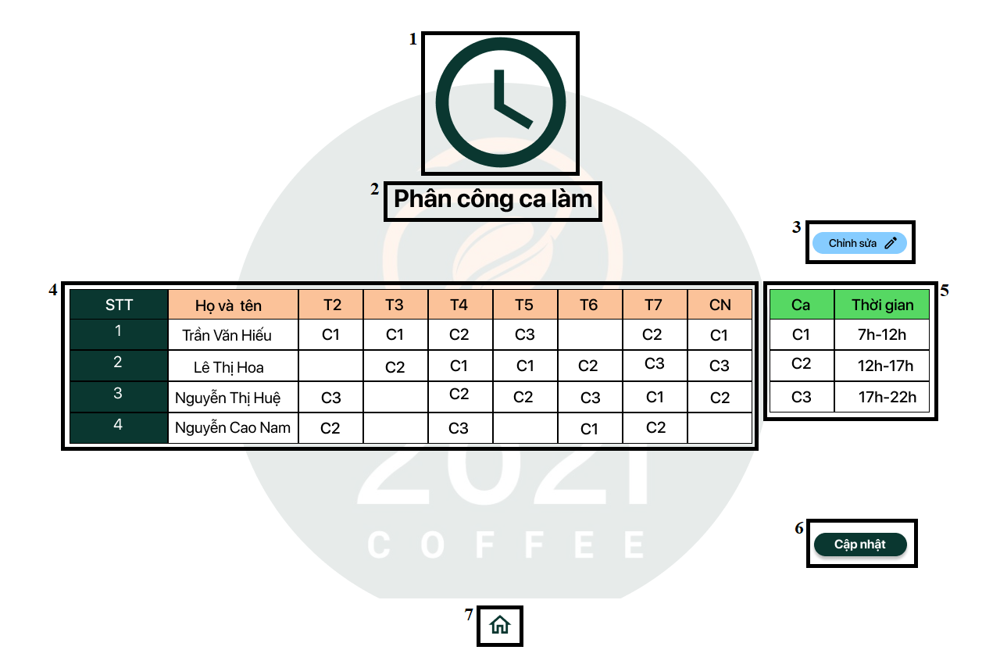 1
2 Phân công ca làm
3 Chỉnh sửa
4 5
STT Họ và tên T2 T3 T4 T5 T6 T7 CN Ca Thời gian
1 Trần Văn Hiếu C1 C1 C2 C3 C2 C1 C1 7h-12h
2 Lê Thị Hoa C2 C1 C1 C2 C3 C3 C2 12h-17h
3 Nguyễn Thị Huệ C3 C2 C2 C3 C1 C2 C3 17h-22h
4 Nguyễn Cao Nam C2 C3 C1 C2
2021
COFFEE
6 Cập nhật
7